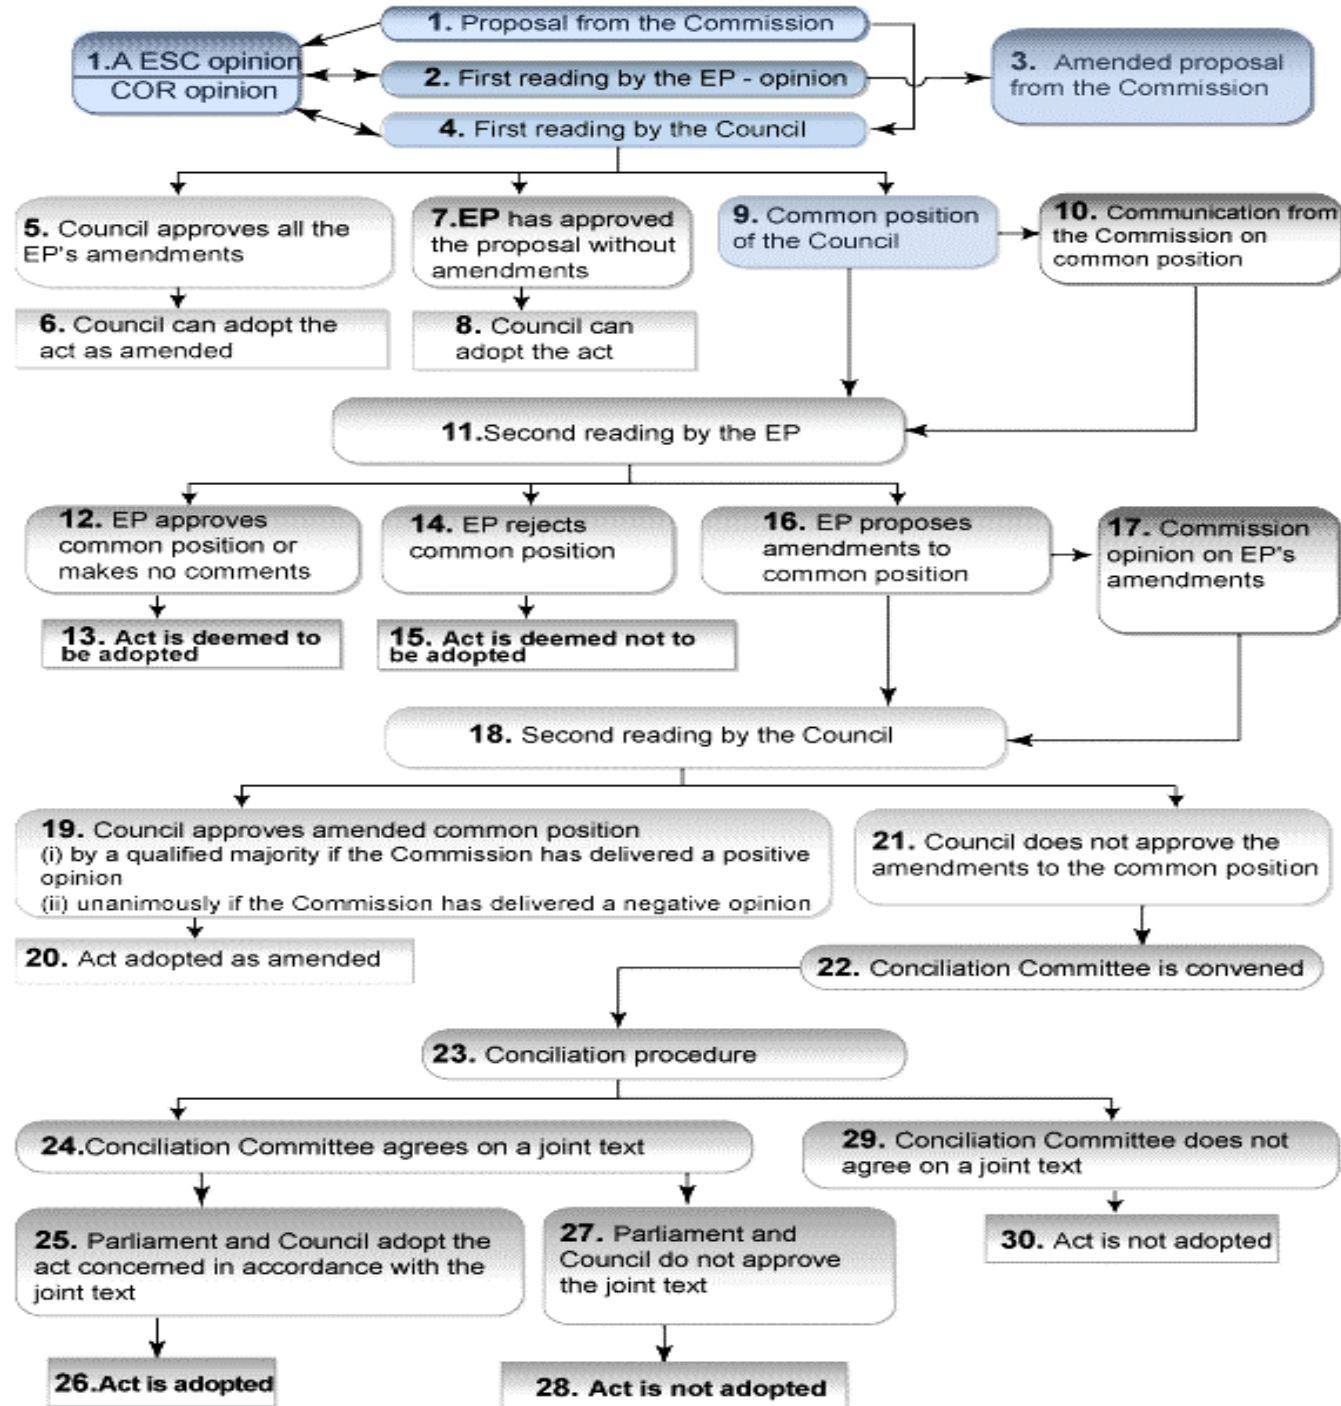 1. Proposal from the Commission
1.A ESC opinion
COR opinion
2. First reading by the EP - opinion
3. Amended proposal
from the Commission
4. First reading by the Council
5. Council approves all the
EP's amendments
7.EP has approved
the proposal without
amendments
9. Common position
of the Council
10. Communication from
the Commission on
common position
6. Council can adopt the
act as amended
8. Council can
adopt the act
11.Second reading by the EP
12. EP approves
common position or
makes no comments
14. EP rejects
common position
16. EP proposes
amendments to
common position
17. Commission
opinion on EP's
amendments
13. Act is deemed to
be adopted
15. Act is deemed not to
be adopted
18. Second reading by the Council
19. Council approves amended common position
(i) by a qualified majority if the Commission has delivered a positive
opinion
(ii) unanimously if the Commission has delivered a negative opinion
21. Council does not approve the
amendments to the common position
20. Act adopted as amended
22. Conciliation Committee is convened
23. Conciliation procedure
24.Conciliation Committee agrees on a joint text
29. Conciliation Committee does not
agree on a joint text
25. Parliament and Council adopt the
act concerned in accordance with the
joint text
27. Parliament and
Council do not approve
the joint text
30. Act is not adopted
26.Act is adopted
28. Act is not adopted